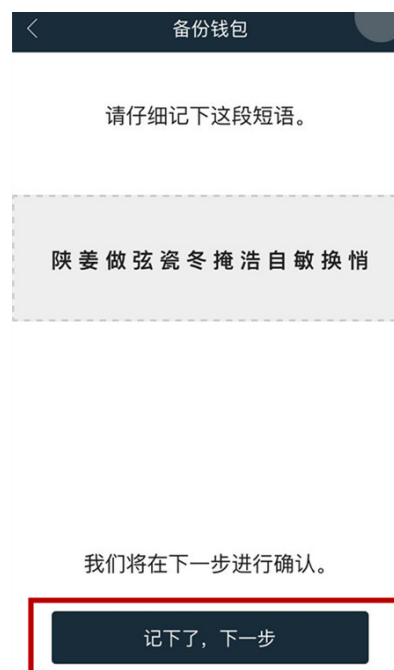 备份钱包
请仔细记下这段短语。
陕姜做弦瓷冬掩浩自敏换悄
我们将在下一步进行确认。
记下了，下一步